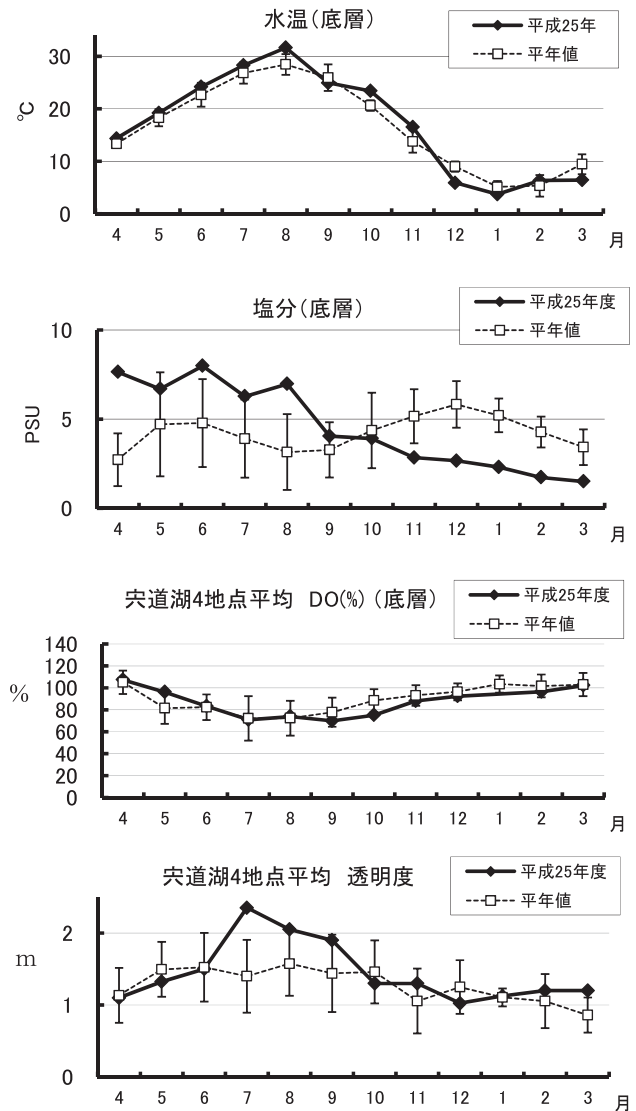 水温（底層）
平成25年
平年値
℃
30
20
10
0
4 5 6 7 8 9 10 11 12 1 2 3 月
塩分（底層）
平成25年度
平年値
PSU
10
5
0
4 5 6 7 8 9 10 11 12 1 2 3 月
宍道湖4地点平均 DO(%)（底層）
平成25年度
平年値
%
140
120
100
80
60
40
20
0
4 5 6 7 8 9 10 11 12 1 2 3 月
宍道湖4地点平均 透明度
平成25年度
平年値
m
2
1
0
4 5 6 7 8 9 10 11 12 1 2 3 月